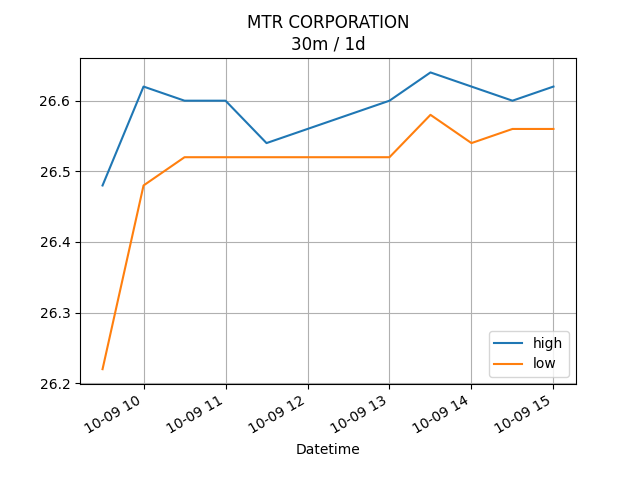 MTR CORPORATION
30m / 1d
26.6
26.5
26.4
26.3
26.2
high
low
10-09 10
10-09 11
10-09 12
10-09 13
10-09 14
10-09 15
Datetime